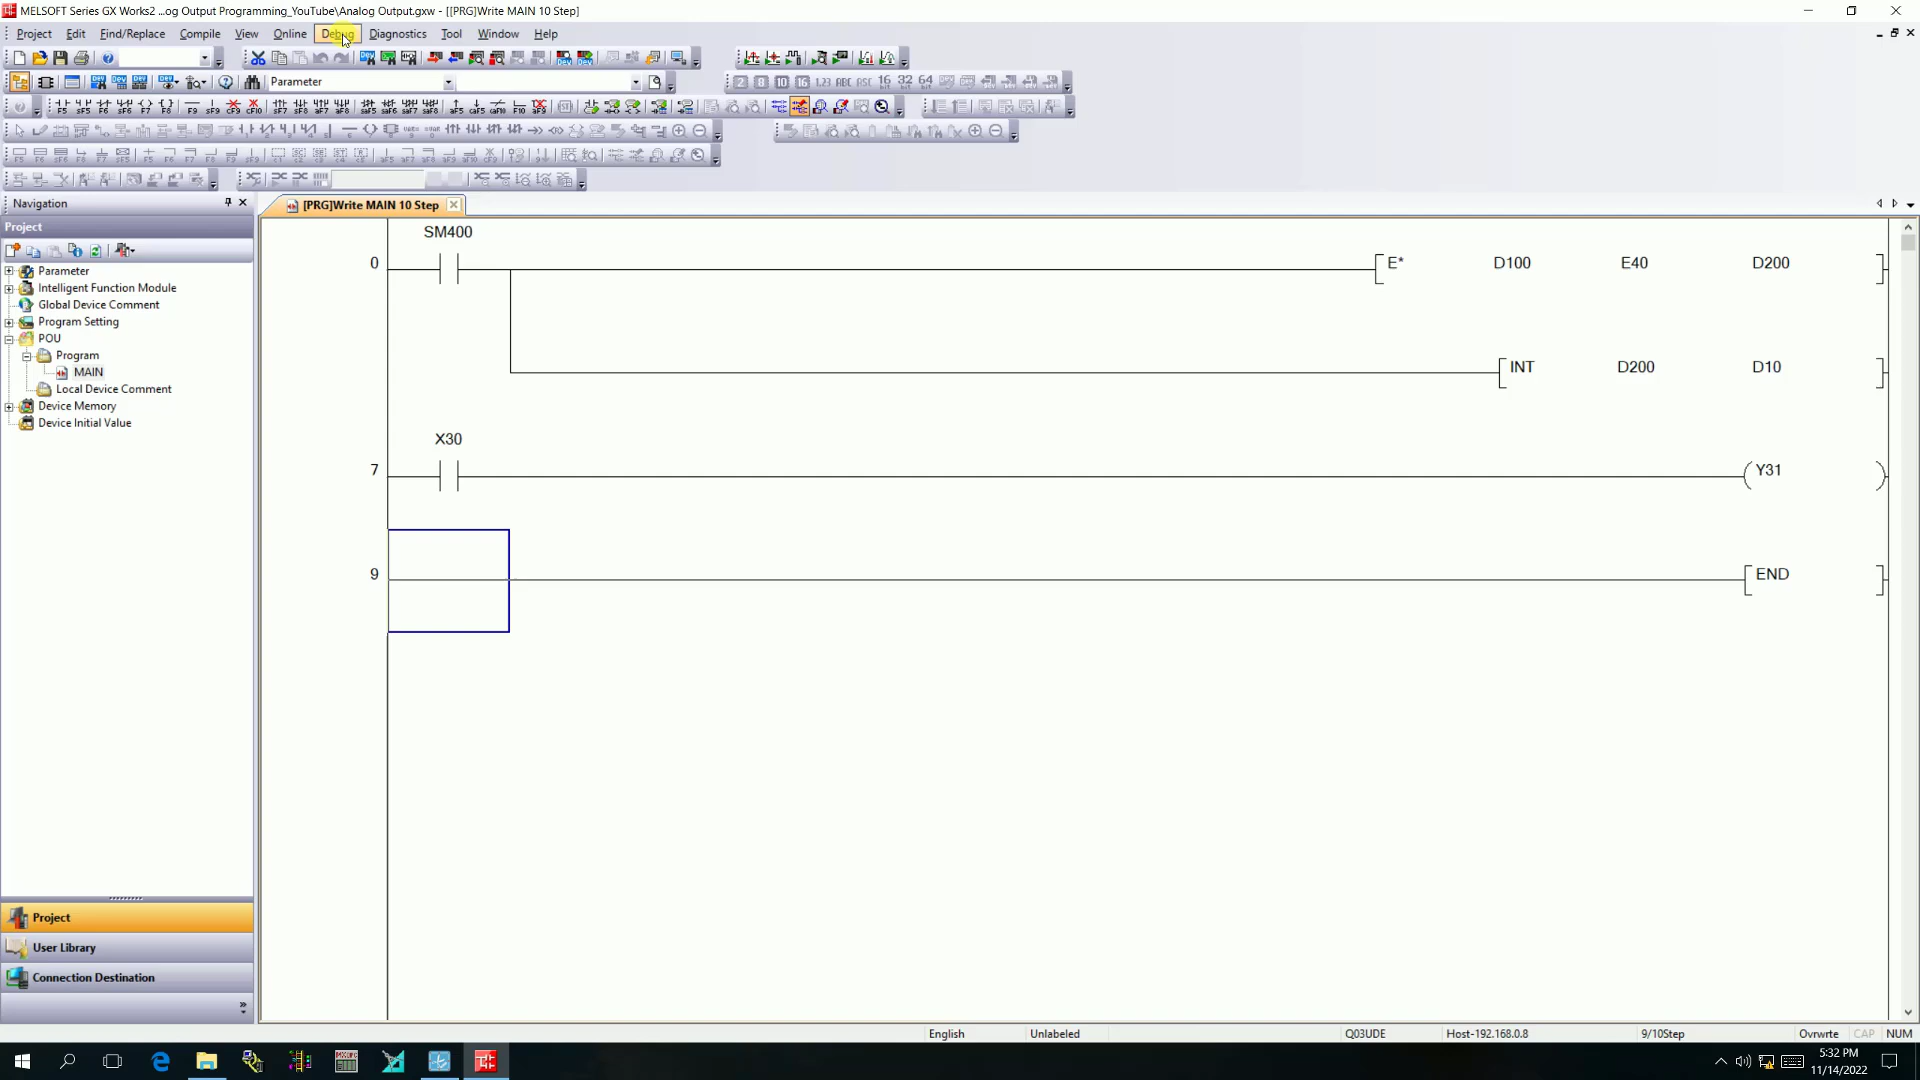 MELSOFT Series GX Works2 ...og Output Programming_YouTube\Analog Output.gxw - [[PRG]Write MAIN 10 Step]
Project Edit Find/Replace Compile View Online Debug Diagnostics Tool Window Help
Parameter
Navigation
[PRG]Write MAIN 10 Step
Project
Parameter
Intelligent Function Module
Global Device Comment
Program Setting
POU
Program
MAIN
Local Device Comment
Device Memory
Device Initial Value
Project
User Library
Connection Destination
SM400
0 E* D100 E40 D200
INT D200 D10
X30
7 Y31
9 END
English Unlabeled Q03UDE Host-192.168.0.8 9/10Step Ovrwrte CAP NUM
5:32 PM
11/14/2022